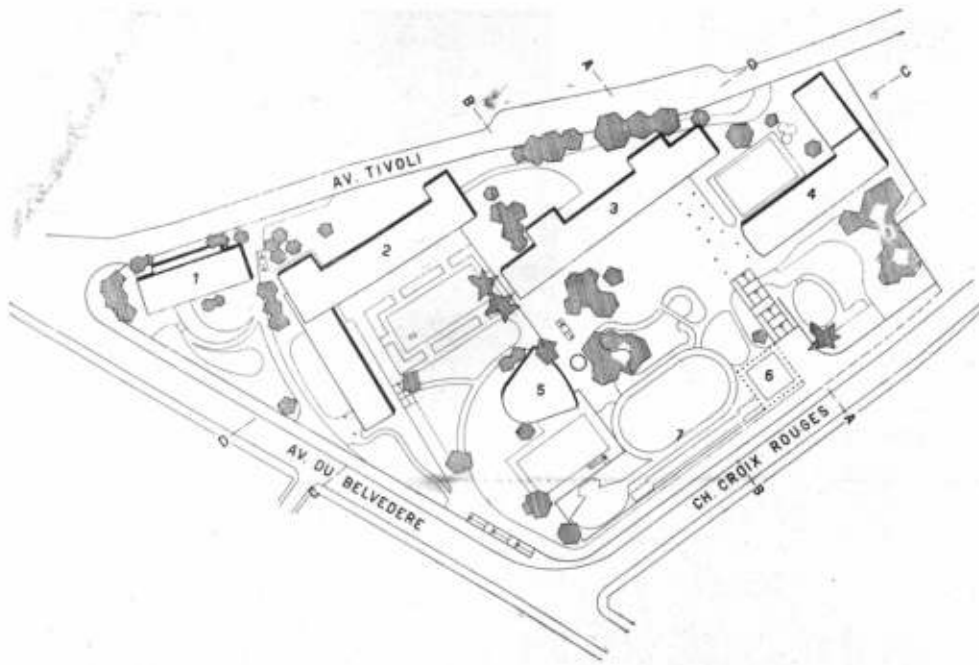 D
A
C
B
AV. TIVOLI
4
3
2
1
5
6
7
D
AV. DU BELVEDERE
CH. CROIX ROUGES
A
B